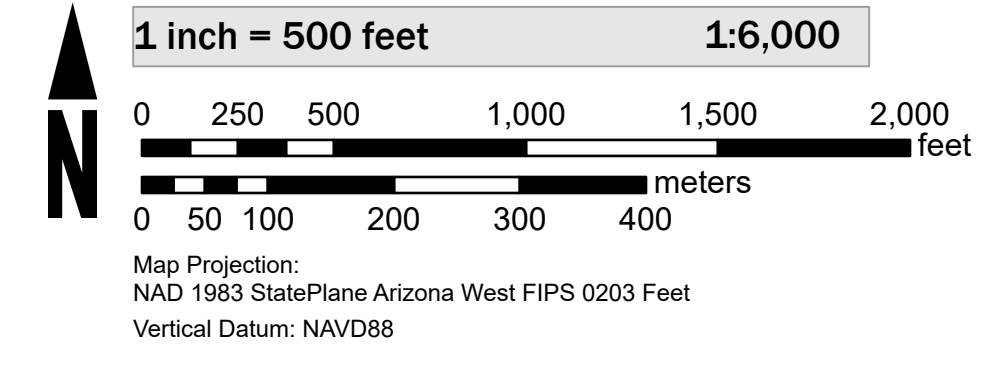 1 inch = 500 feet 1:6,000
0 250 500 1,000 1,500 2,000
feet
meters
0 50 100 200 300 400
N
Map Projection:
NAD 1983 StatePlane Arizona West FIPS 0203 Feet
Vertical Datum: NAVD88